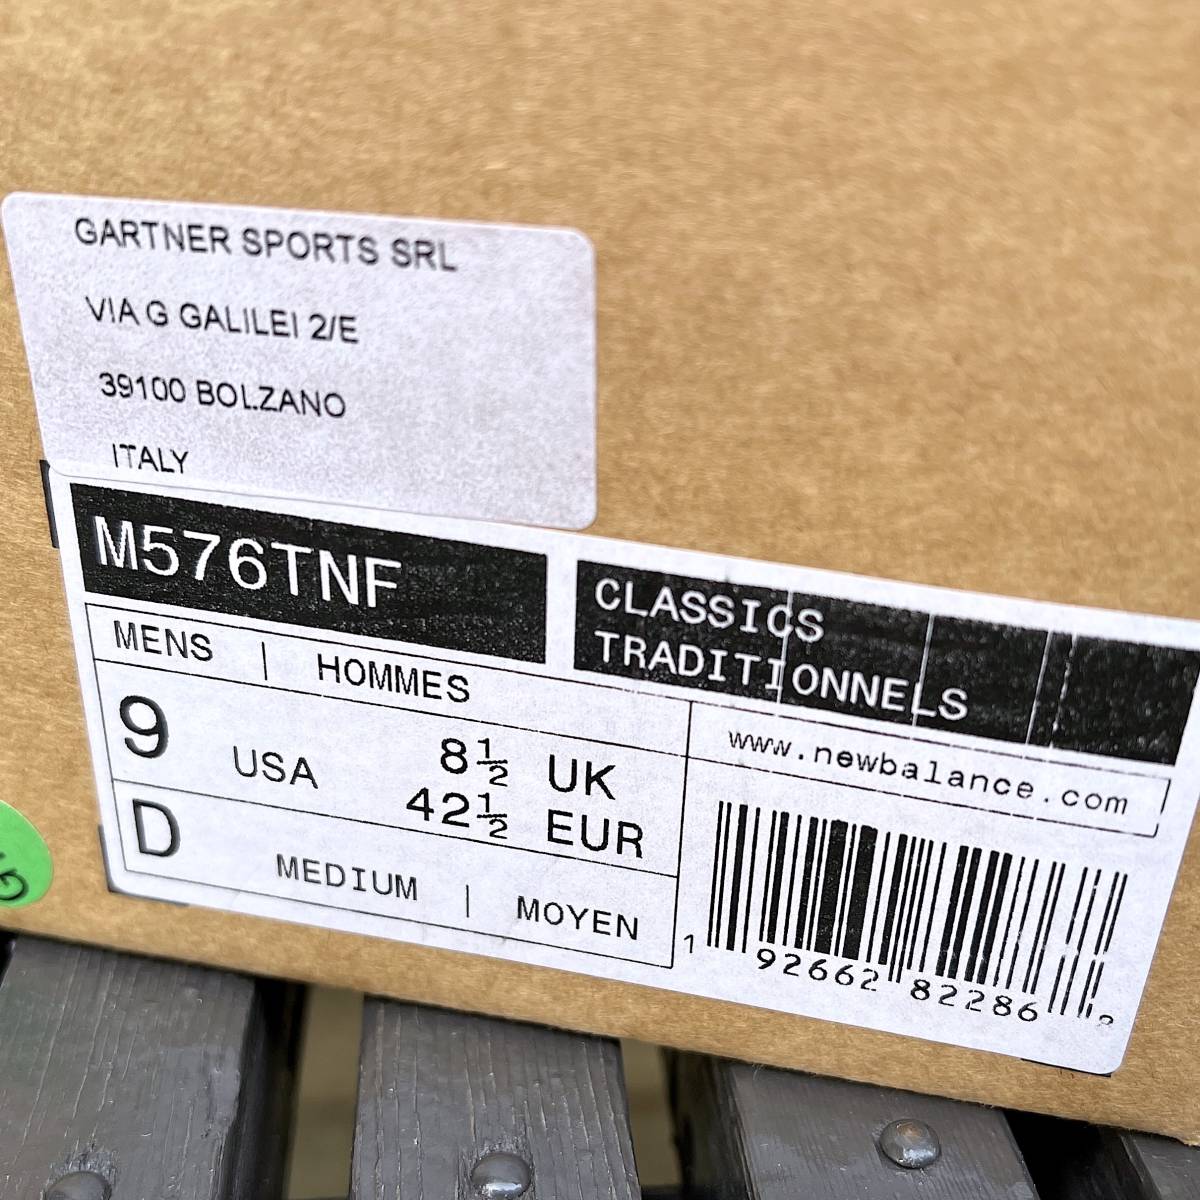 GARTNER SPORTS SRL
VIA G GALILEI 2/E
39100 BOLZANO
ITALY
M576TNF
CLASSICS
TRADITIONNELS
MENS | HOMMES
www.newbalance.com
9 USA 8½ UK
42½ EUR
D MEDIUM | MOYEN
1 92662 82286